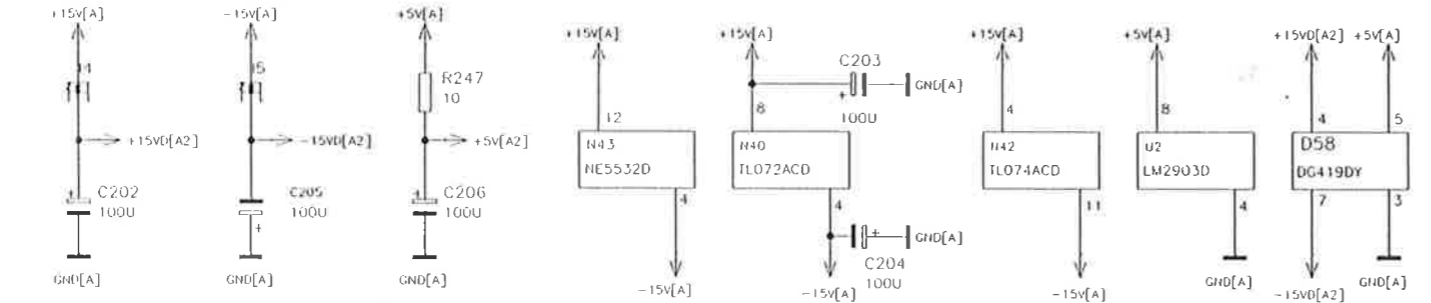 +15V[A]
-15V[A]
+5V[A]
R247
10
+15VD[A2]
-15VD[A2]
+5V[A2]
+
C202
100U
C205
100U
+
+
C206
100U
GND[A]
GND[A]
GND[A]
+15V[A]
12
N43
NE5532D
4
-15V[A]
+15V[A]
C203
+
100U
GND[A]
8
N40
TL072ACD
4
+
GND[A]
C204
100U
-15V[A]
+15V[A]
4
N42
TL074ACD
11
-15V[A]
+5V[A]
8
U2
LM2903D
4
GND[A]
+15VD[A2]
+5V[A]
4
5
D58
DG419DY
7
3
-15VD[A2]
GND[A]